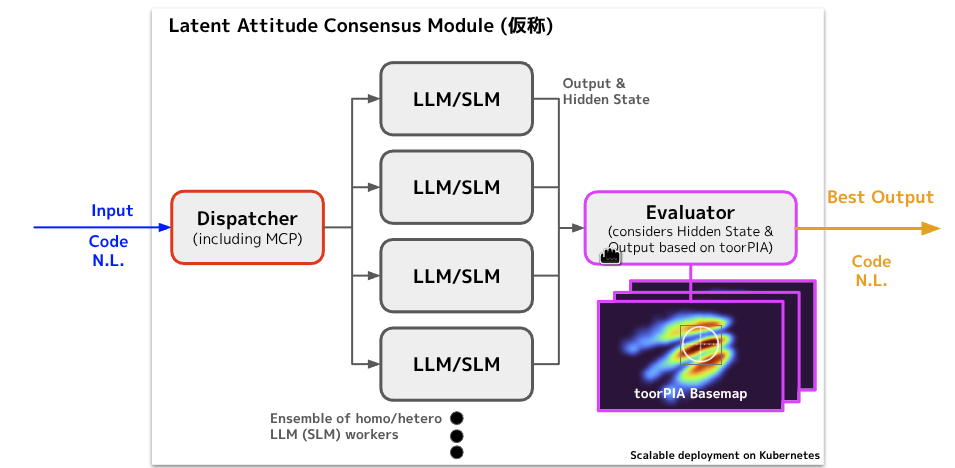 Latent Attitude Consensus Module (仮称)
LLM/SLM
Output &
Hidden State
LLM/SLM
Input
Code
N.L.
Dispatcher
(including MCP)
Evaluator
(considers Hidden State &
Output based on toorPIA)
Best Output
Code
N.L.
LLM/SLM
LLM/SLM
toorPIA Basemap
Ensemble of homo/hetero
LLM (SLM) workers
Scalable deployment on Kubernetes